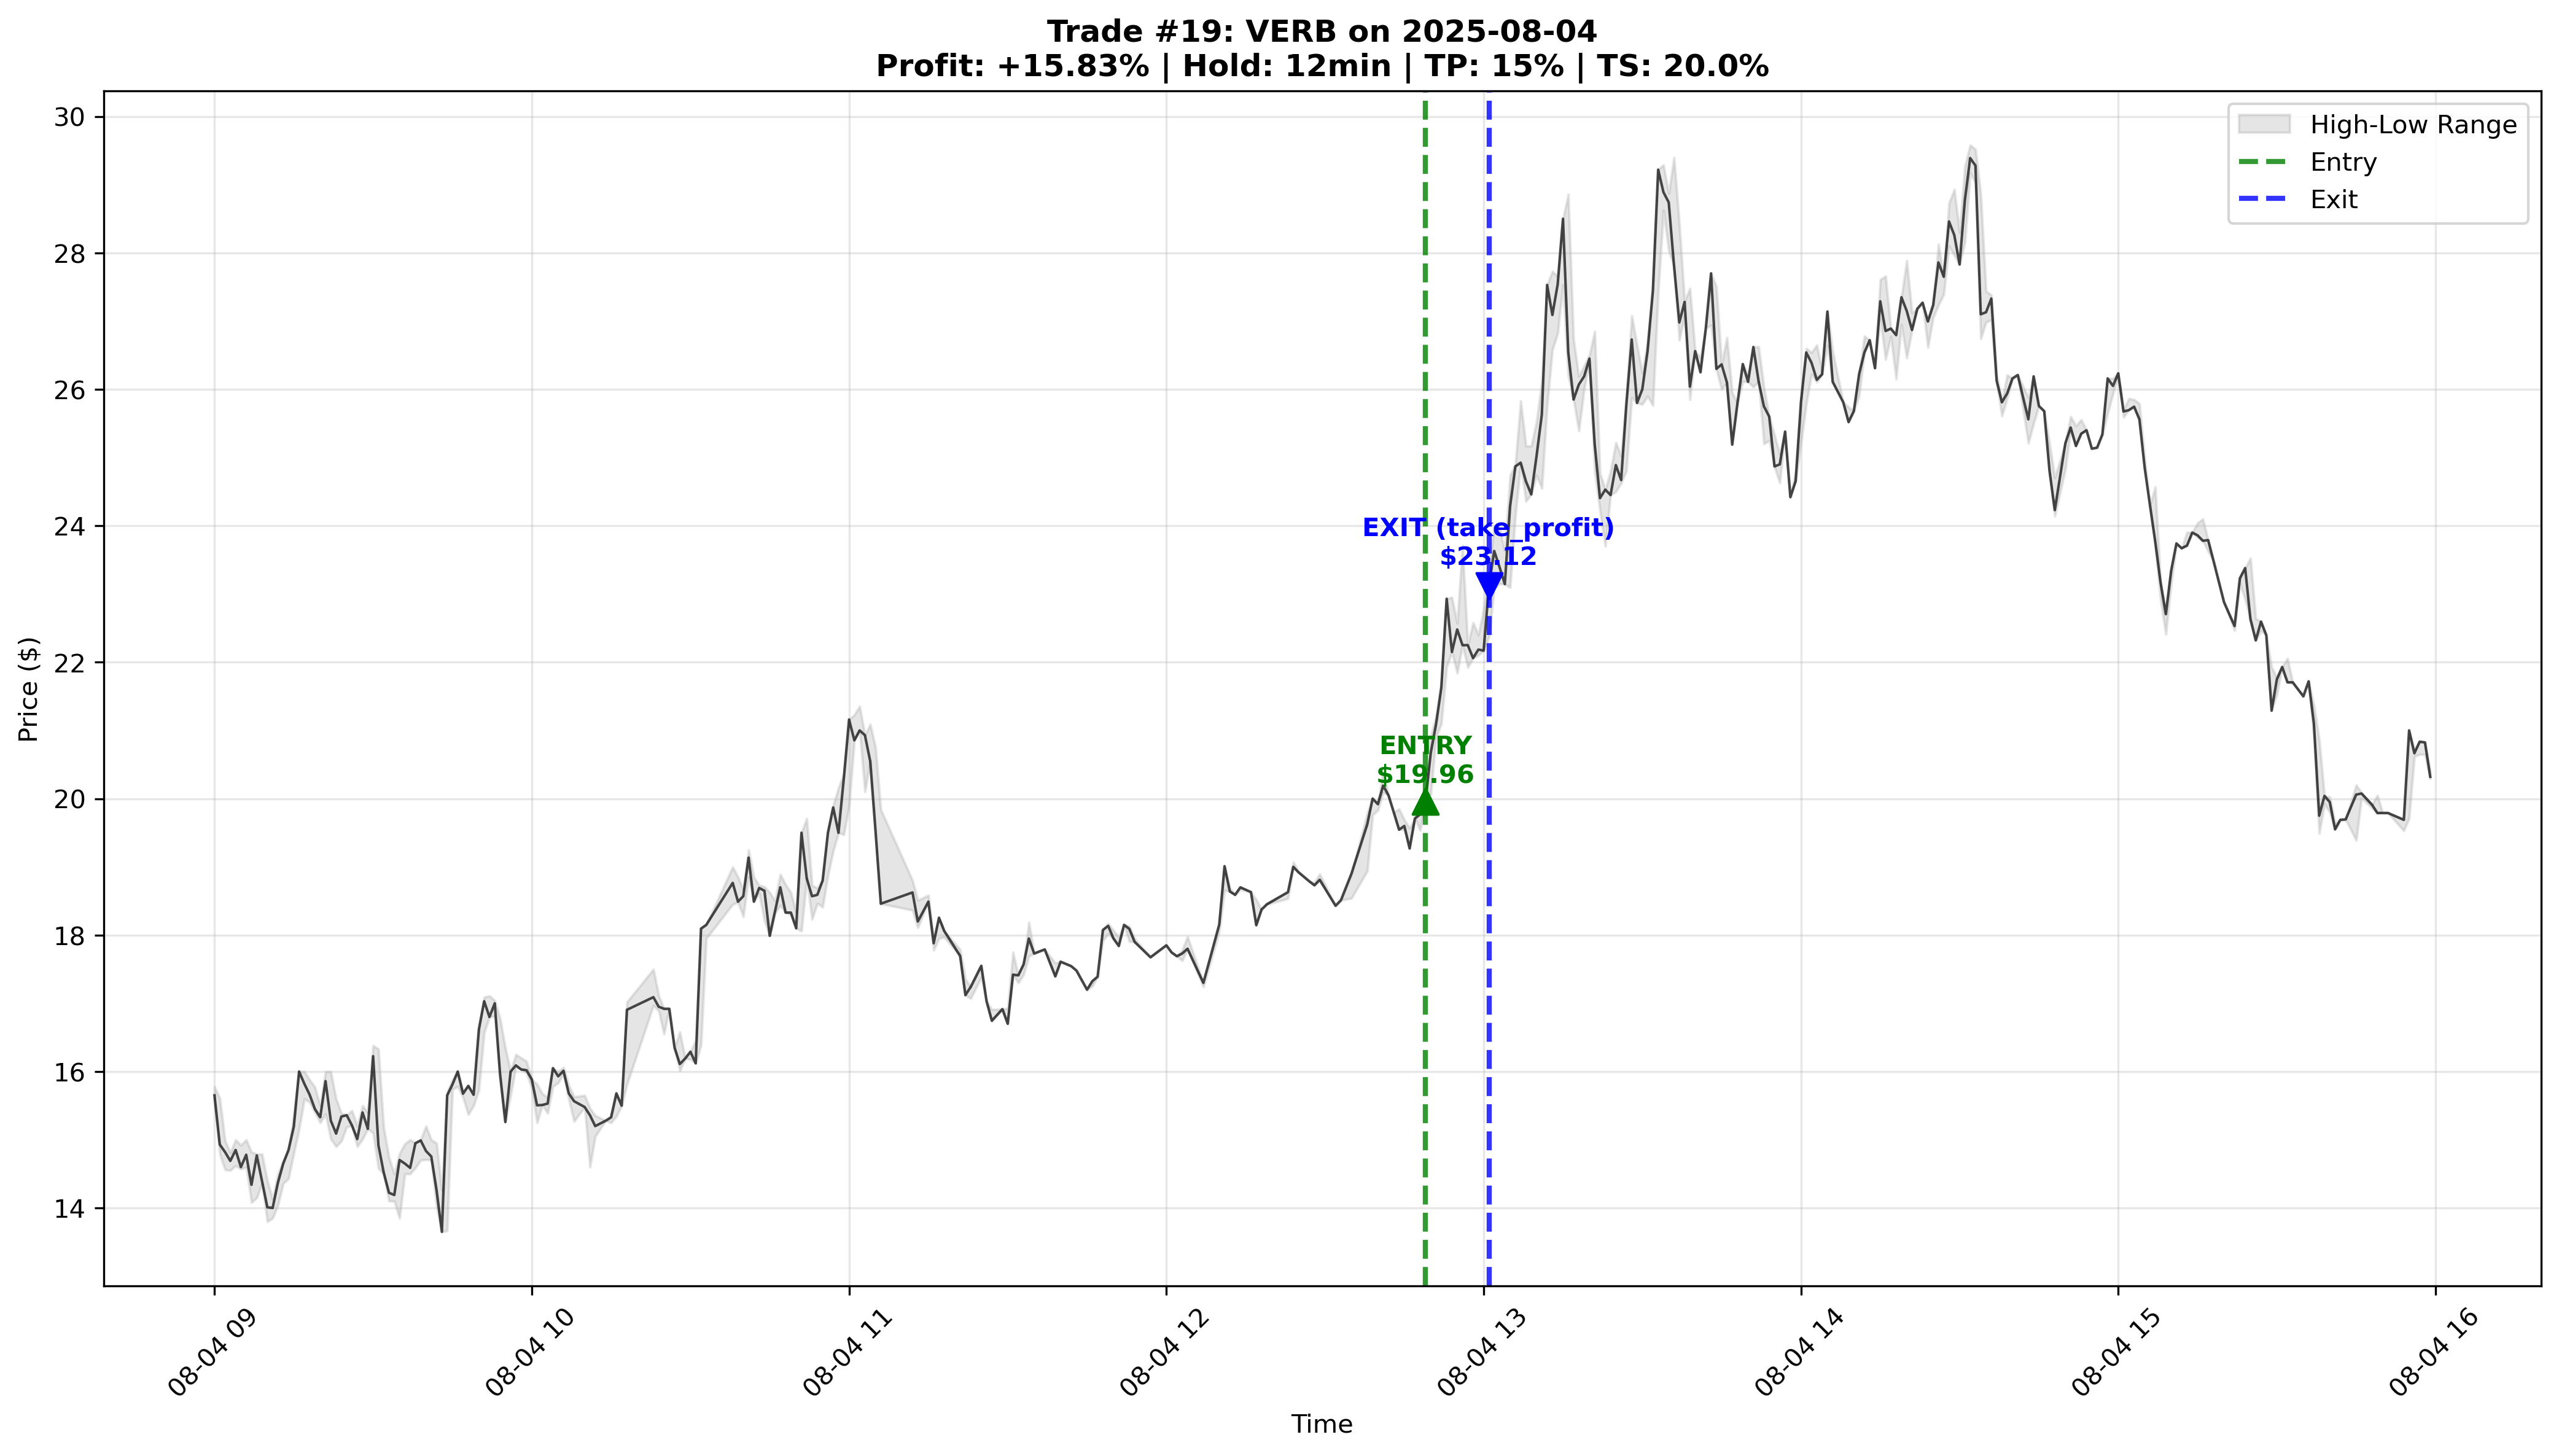 Trade #19: VERB on 2025-08-04
Profit: +15.83% | Hold: 12min | TP: 15% | TS: 20.0%
High-Low Range
Entry
Exit
Price ($)
30
28
26
24
22
20
18
16
14
EXIT (take_profit)
$23.12
ENTRY
$19.96
08-04 09
08-04 10
08-04 11
08-04 12
08-04 13
08-04 14
08-04 15
08-04 16
Time